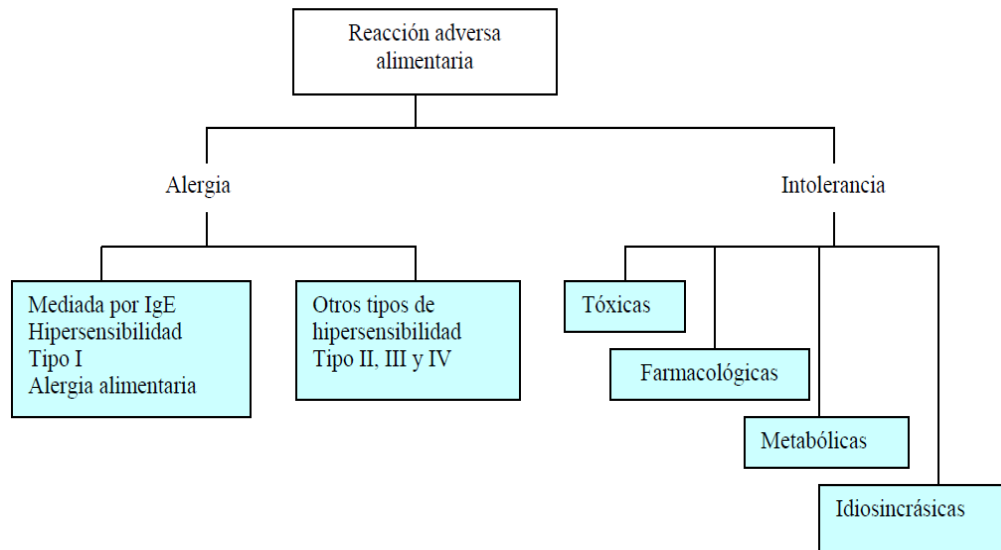 Reacción adversa
alimentaria
Alergia
Intolerancia
Mediada por IgE
Hipersensibilidad
Tipo I
Alergia alimentaria
Otros tipos de
hipersensibilidad
Tipo II, III y IV
Tóxicas
Farmacológicas
Metabólicas
Idiosincrásicas